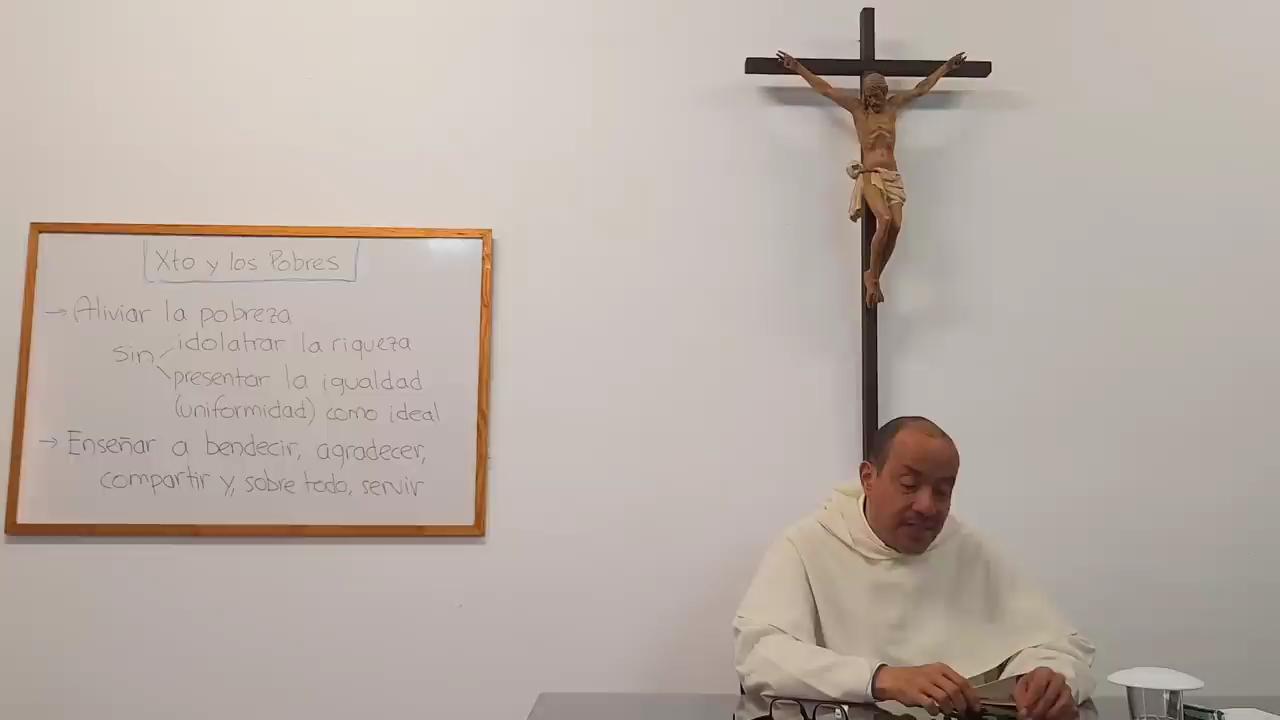 Xto y los Pobres
→ Aliviar la pobreza
sin idolatrar la riqueza
presentar la igualdad
(uniformidad) como ideal
→ Enseñar a bendecir, agradecer,
compartir y, sobre todo, servir